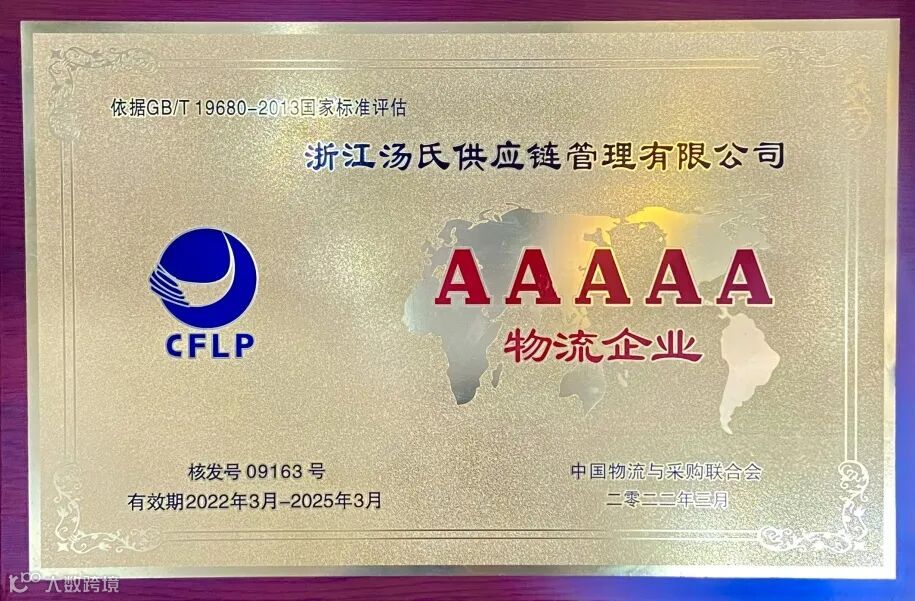 依据GB/T 19680-2013国家标准评估
浙江汤氏供应链管理有限公司
AAAAA
物流企业
CFLP
核发号 09163 号
有效期2022年3月-2025年3月
中国物流与采购联合会
二零二二年三月
大数跨境